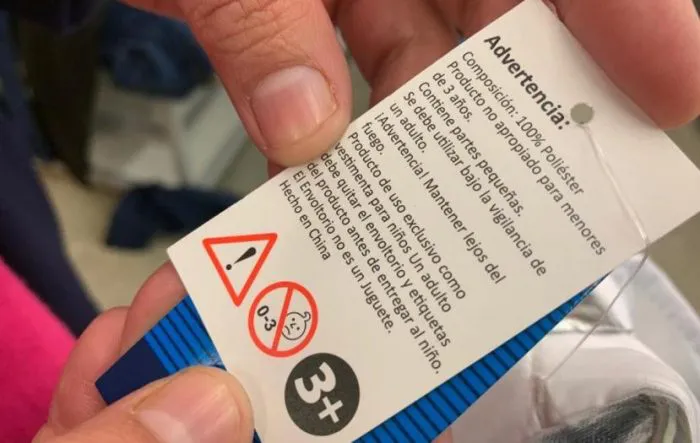 Advertencia:
Composición: 100% Poliéster
Producto no apropiado para menores
de 3 años.
Contiene partes pequeñas.
Se debe utilizar bajo la vigilancia de
un adulto.
¡Advertencia! Mantener lejos del
fuego.
Producto de uso exclusivo como
vestimenta para niños Un adulto
debe quitar el envoltorio y etiquetas
del producto antes de entregar al niño.
El Envoltorio no es un Juguete.
Hecho en China
!
0-3
3+